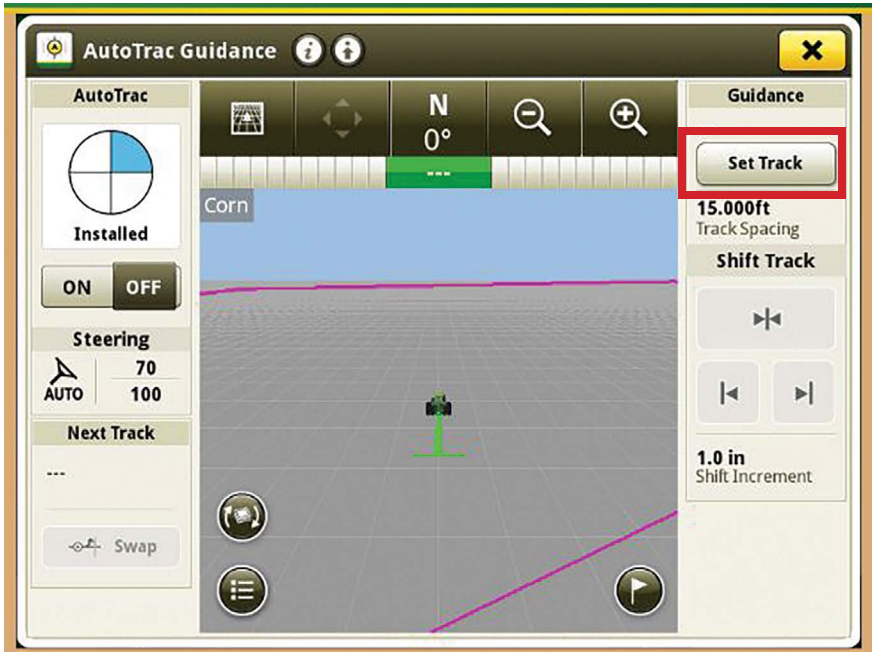 AutoTrac Guidance
AutoTrac
Installed
ON OFF
Steering
AUTO
70
100
Next Track
---
Swap
N
0°
---
Corn
Guidance
Set Track
15.000ft
Track Spacing
Shift Track
1.0 in
Shift Increment